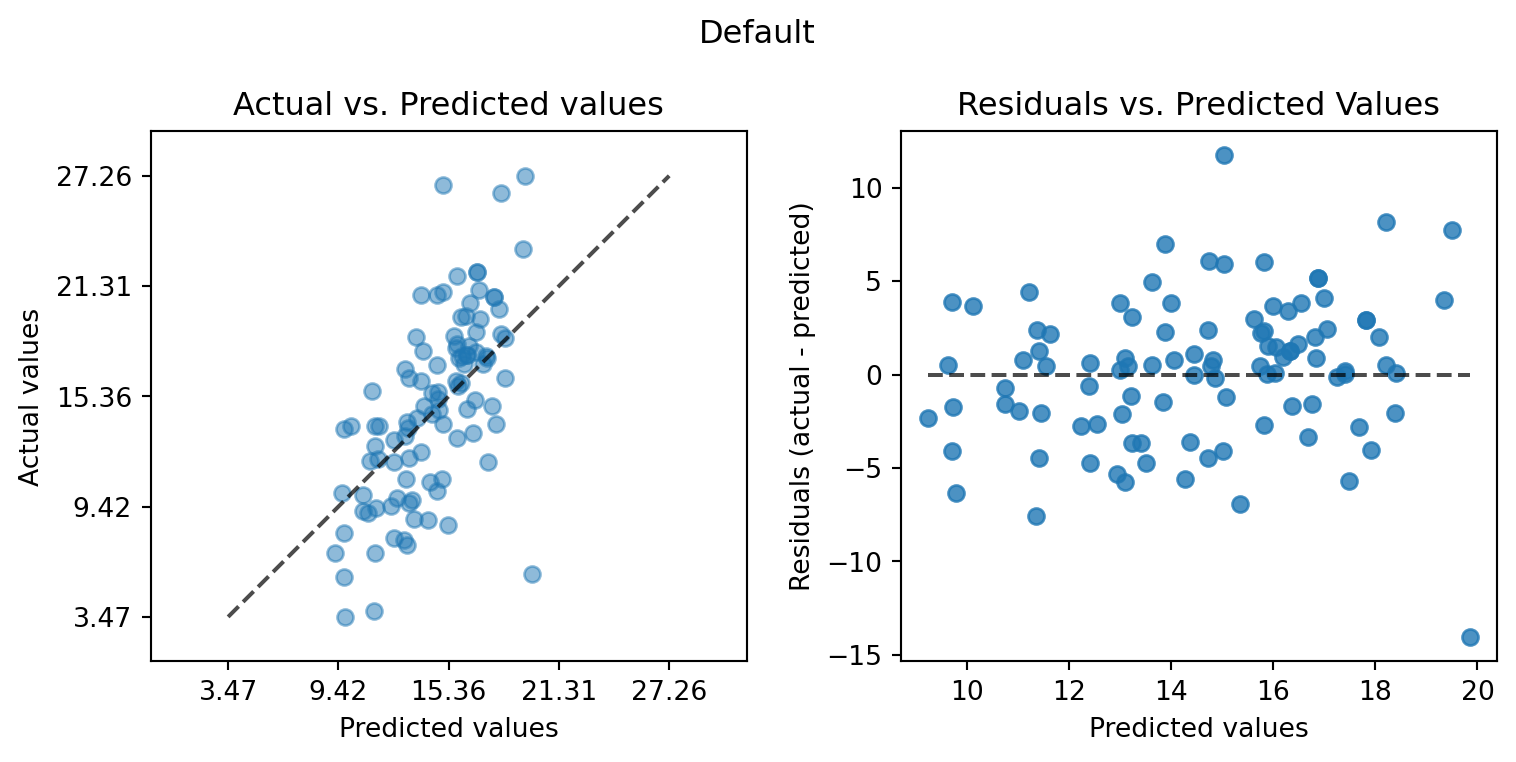 Default
Actual vs. Predicted values
Actual values
27.26
21.31
15.36
9.42
3.47
3.47 9.42 15.36 21.31 27.26
Predicted values
Residuals vs. Predicted Values
Residuals (actual - predicted)
10
5
0
−5
−10
−15
10 12 14 16 18 20
Predicted values